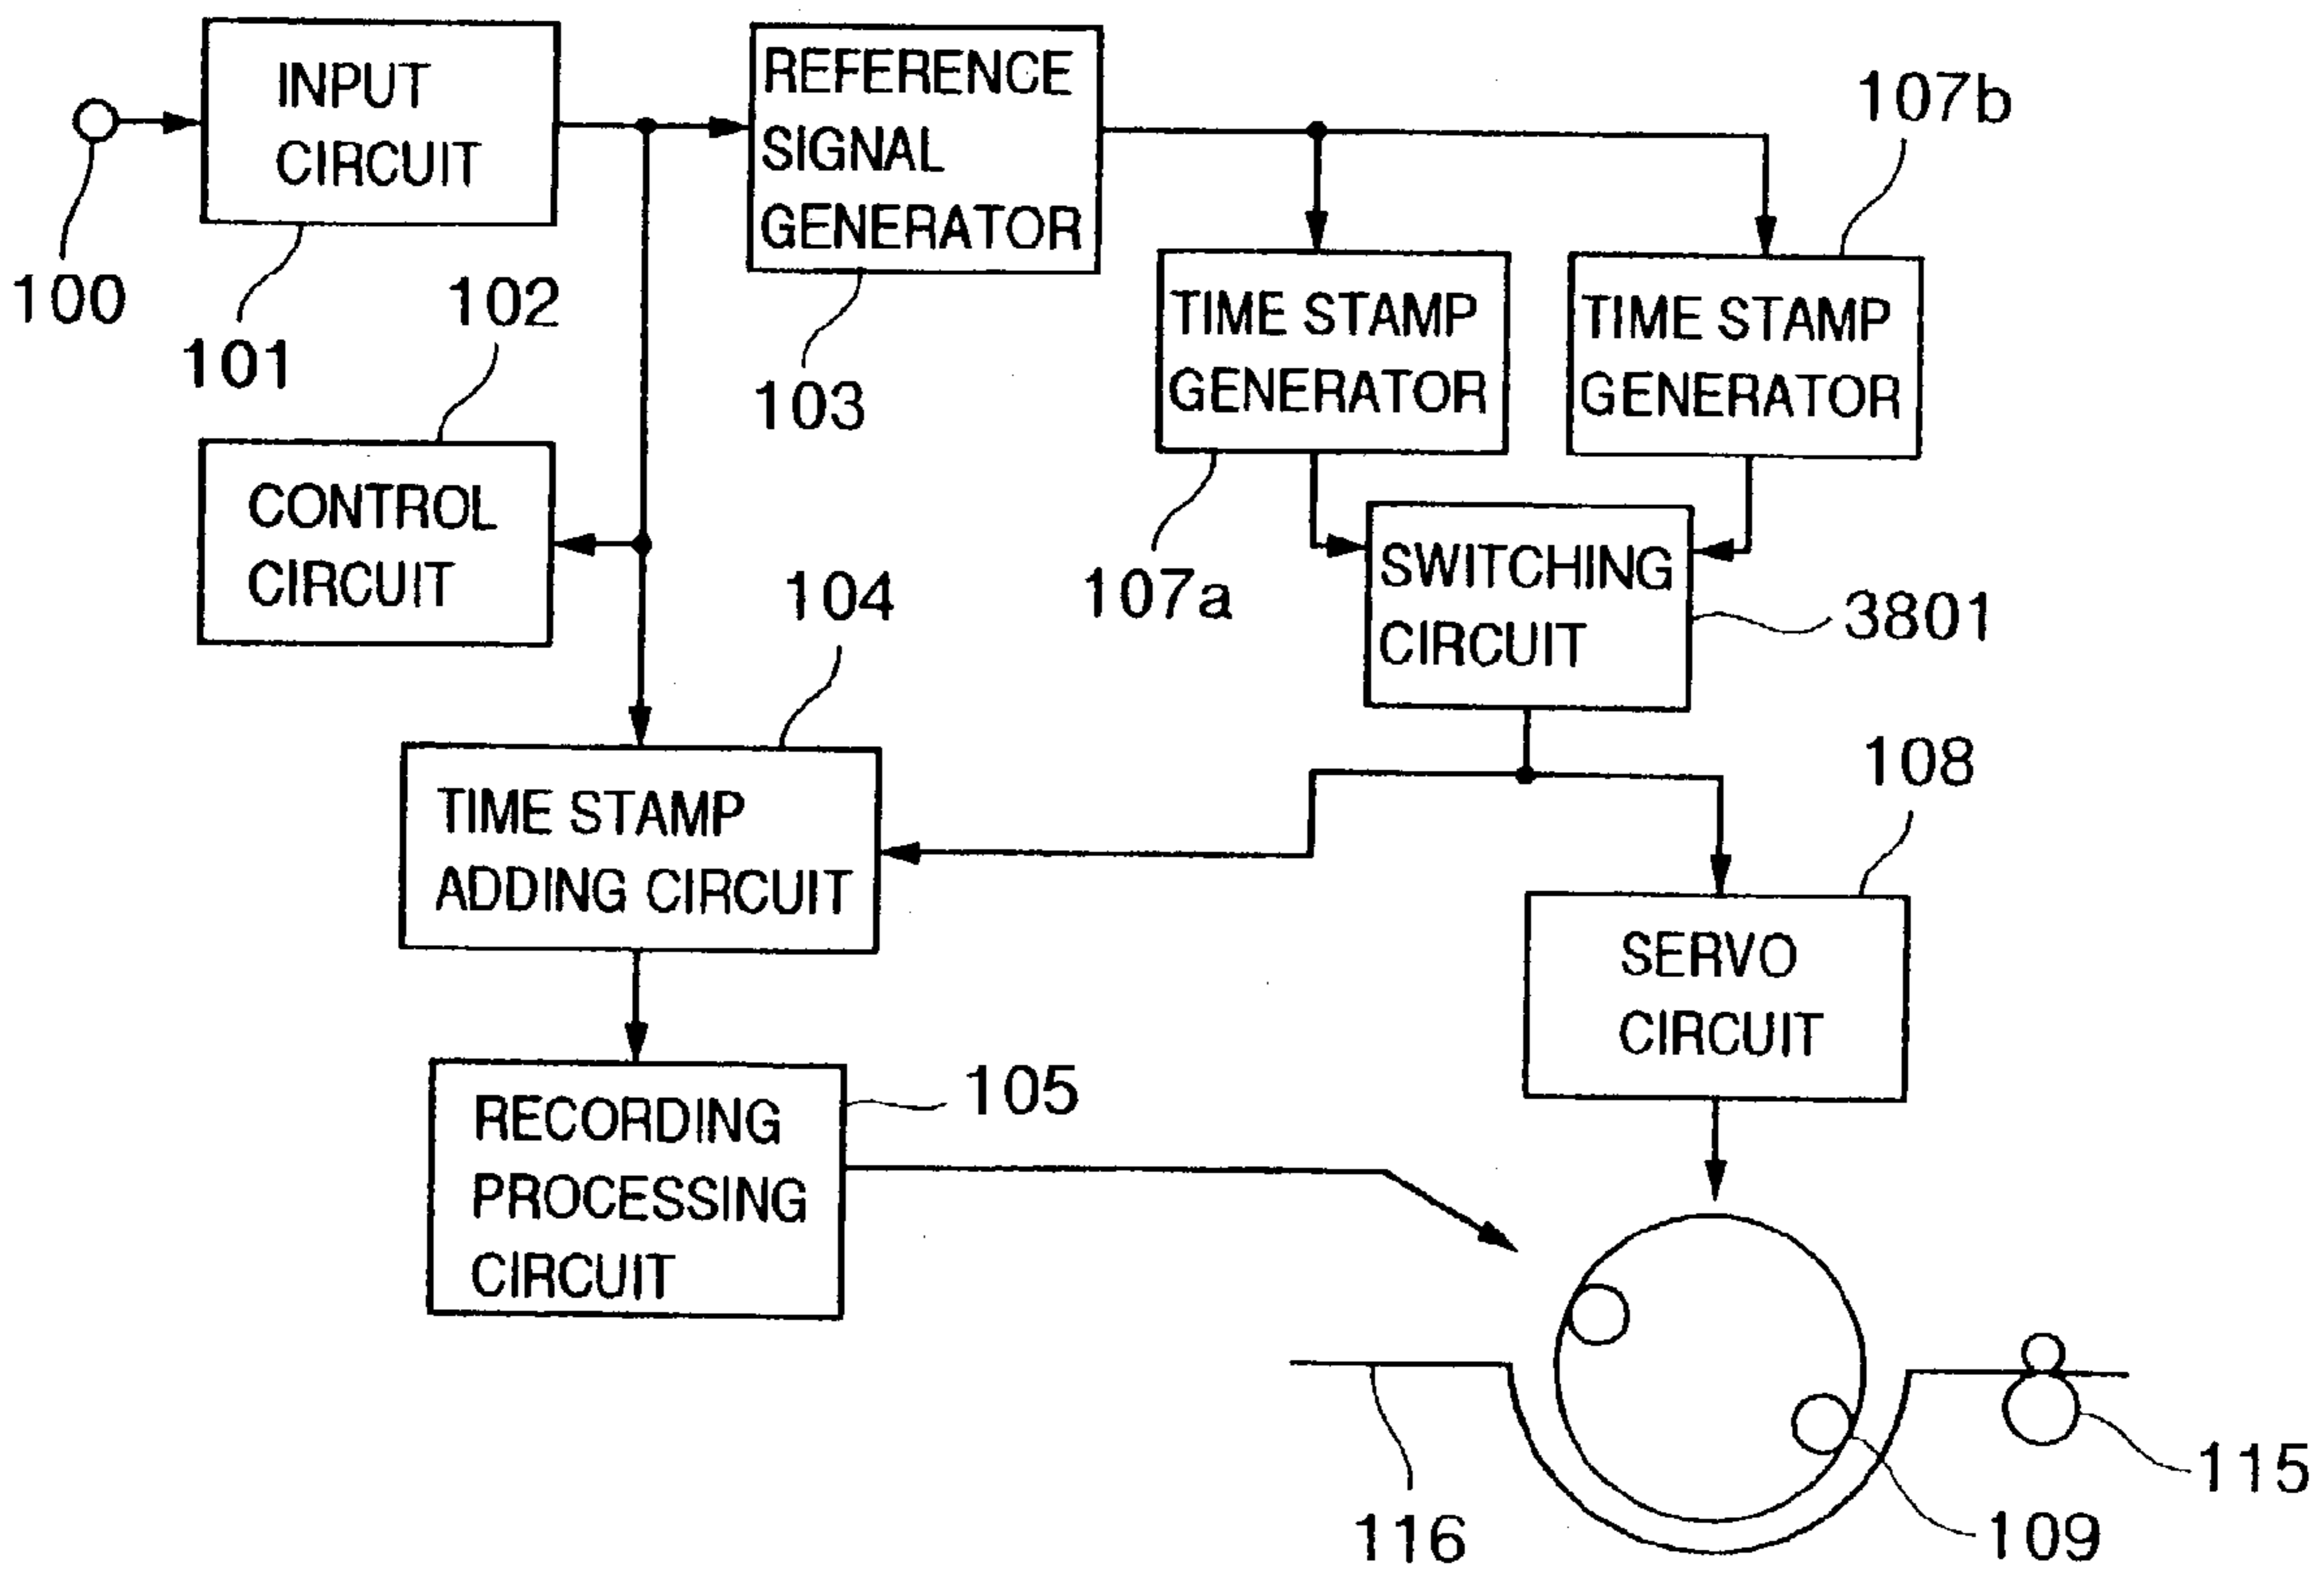 INPUT
CIRCUIT
REFERENCE
SIGNAL
GENERATOR
107b
100
101
102
103
TIME STAMP
GENERATOR
TIME STAMP
GENERATOR
CONTROL
CIRCUIT
104
107a
SWITCHING
CIRCUIT
3801
TIME STAMP
ADDING CIRCUIT
108
SERVO
CIRCUIT
RECORDING
PROCESSING
CIRCUIT
105
116
109
115